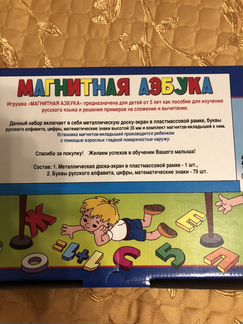 МАГНИТНАЯ АЗБУКА
Игрушка «МАГНИТНАЯ АЗБУКА» предназначена для детей от 5 лет как пособие для изучения
русского языка и решения примеров на сложение и вычитание.
Данный набор включает в себя металлическую доску-экран в пластмассовой рамке, буквы
русского алфавита, цифры, математические знаки высотой 35 мм и комплект магнитов-вкладышей к ним.
Установка магнитов-вкладышей производится ребенком
с помощью взрослых гладкой поверхностью наружу.
Спасибо за покупку! Желаем успехов в обучении Вашего малыша!
Состав: 1. Металлическая доска-экран в пластмассовой рамке - 1 шт.,
2. Буквы русского алфавита, цифры, математические знаки - 79 шт.